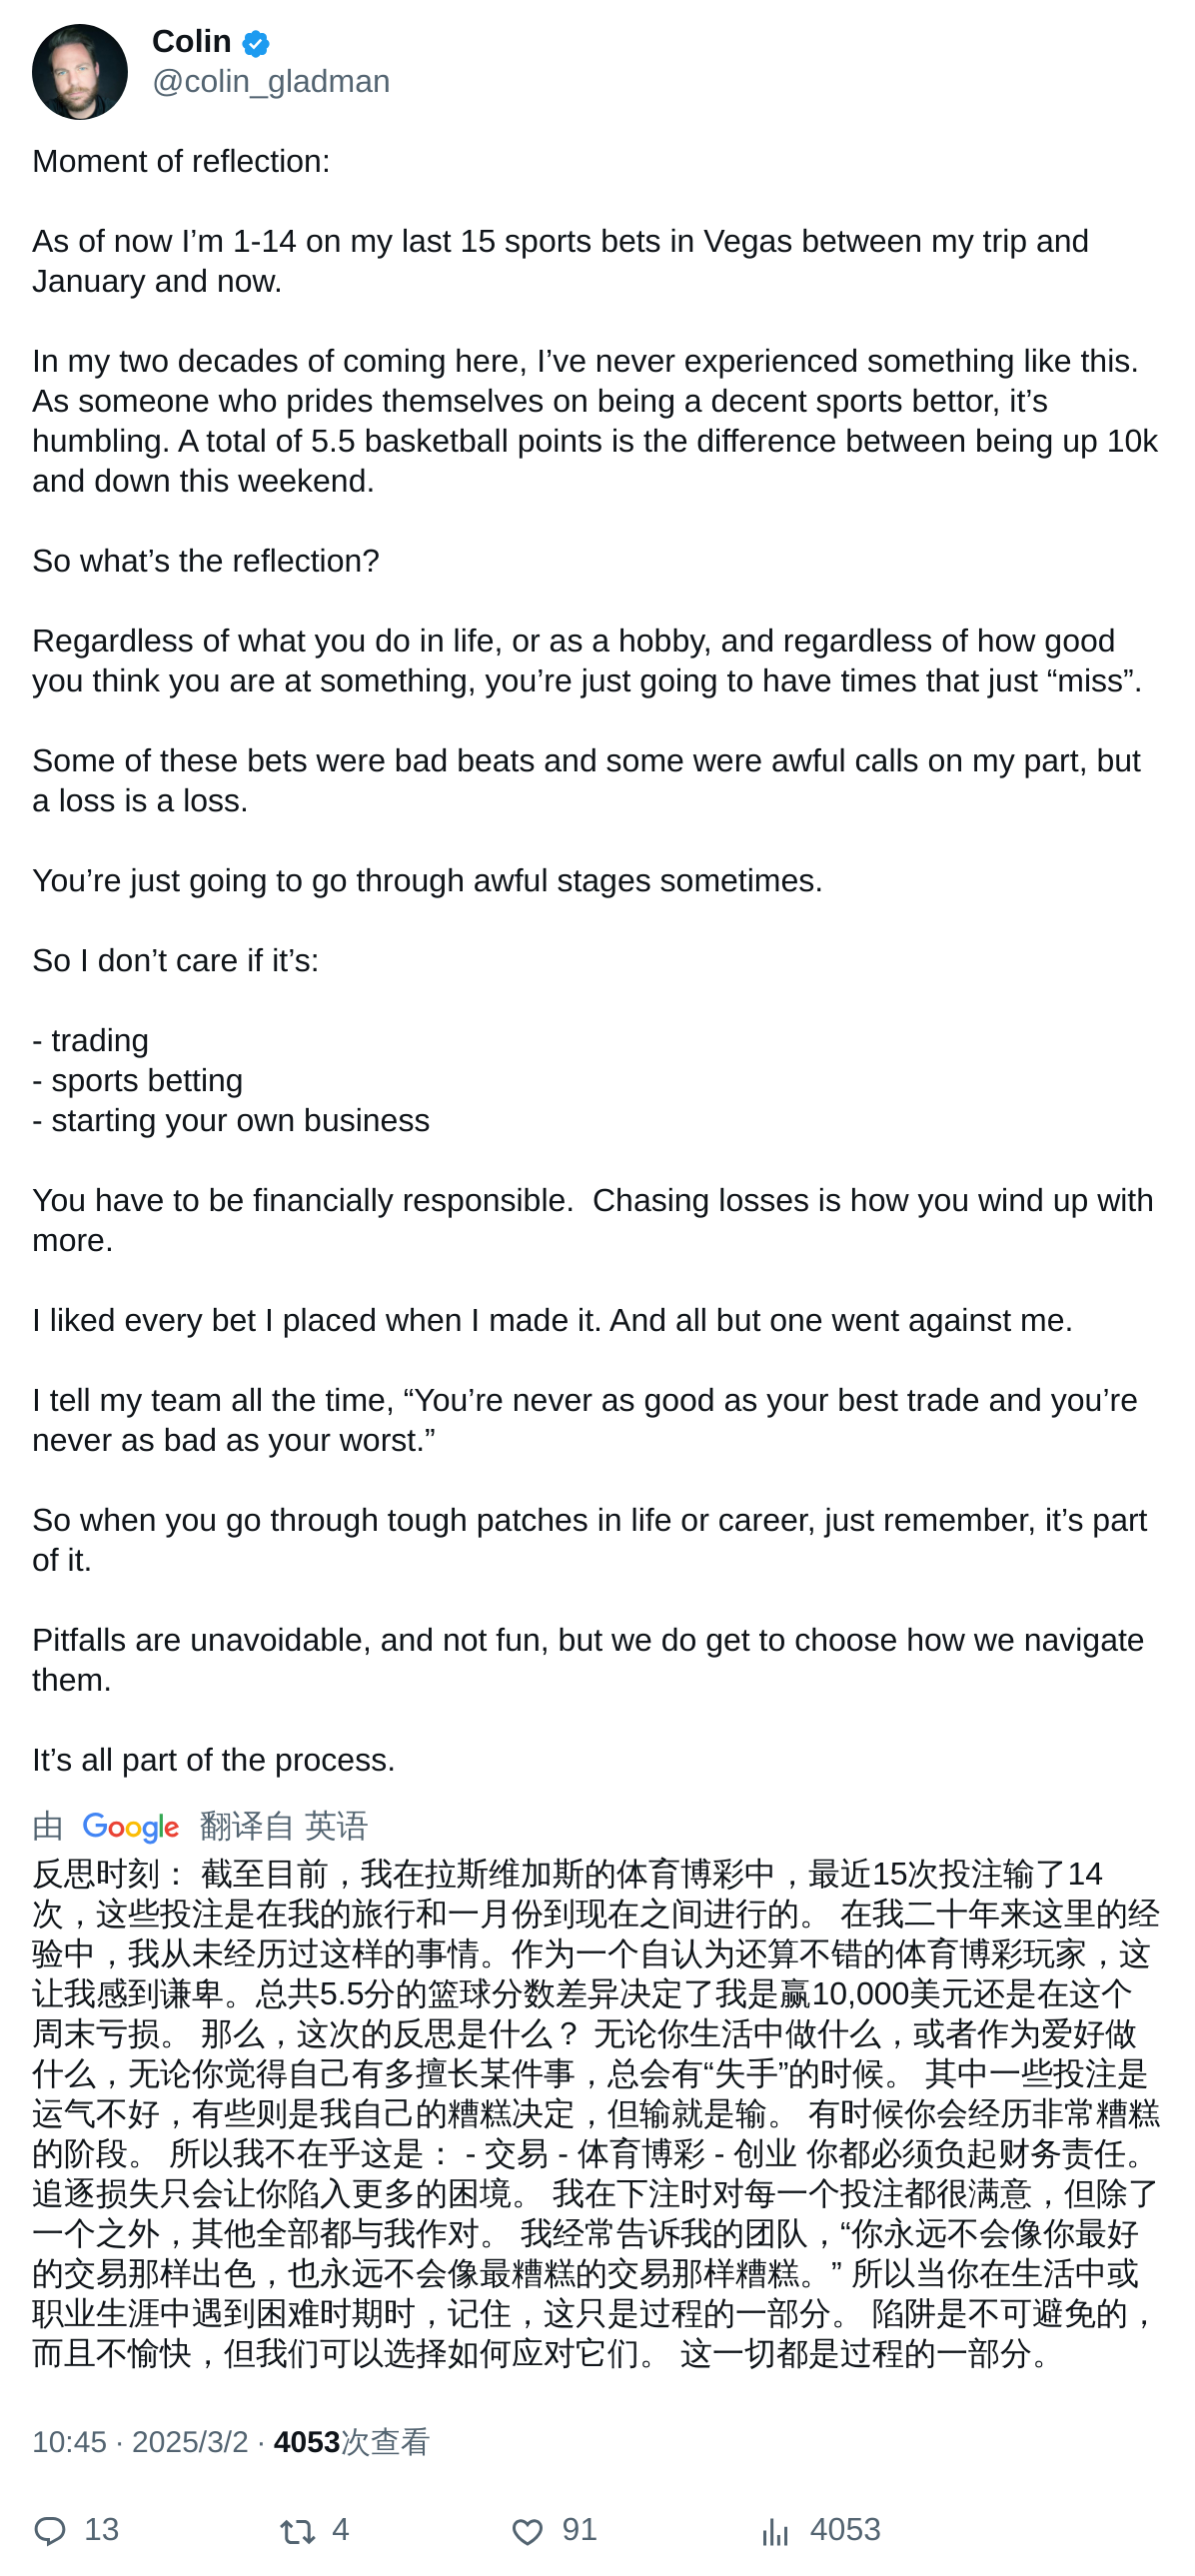 Colin
@colin_gladman
Moment of reflection:
As of now I’m 1-14 on my last 15 sports bets in Vegas between my trip and
January and now.
In my two decades of coming here, I’ve never experienced something like this.
As someone who prides themselves on being a decent sports bettor, it’s
humbling. A total of 5.5 basketball points is the difference between being up 10k
and down this weekend.
So what’s the reflection?
Regardless of what you do in life, or as a hobby, and regardless of how good
you think you are at something, you’re just going to have times that just “miss”.
Some of these bets were bad beats and some were awful calls on my part, but
a loss is a loss.
You’re just going to go through awful stages sometimes.
So I don’t care if it’s:
- trading
- sports betting
- starting your own business
You have to be financially responsible.  Chasing losses is how you wind up with
more.
I liked every bet I placed when I made it. And all but one went against me.
I tell my team all the time, “You’re never as good as your best trade and you’re
never as bad as your worst.”
So when you go through tough patches in life or career, just remember, it’s part
of it.
Pitfalls are unavoidable, and not fun, but we do get to choose how we navigate
them.
It’s all part of the process.
由 Google 翻译自 英语
反思时刻： 截至目前，我在拉斯维加斯的体育博彩中，最近15次投注输了14
次，这些投注是在我的旅行和一月份到现在之间进行的。 在我二十年来这里的经
验中，我从未经历过这样的事情。作为一个自认为还算不错的体育博彩玩家，这
让我感到谦卑。总共5.5分的篮球分数差异决定了我是赢10,000美元还是在这个
周末亏损。 那么，这次的反思是什么？ 无论你生活中做什么，或者作为爱好做
什么，无论你觉得自己有多擅长某件事，总会有“失手”的时候。 其中一些投注是
运气不好，有些则是我自己的糟糕决定，但输就是输。 有时候你会经历非常糟糕
的阶段。 所以我不在乎这是： - 交易 - 体育博彩 - 创业 你都必须负起财务责任。
追逐损失只会让你陷入更多的困境。 我在下注时对每一个投注都很满意，但除了
一个之外，其他全部都与我作对。 我经常告诉我的团队，“你永远不会像你最好
的交易那样出色，也永远不会像最糟糕的交易那样糟糕。” 所以当你在生活中或
职业生涯中遇到困难时期时，记住，这只是过程的一部分。 陷阱是不可避免的，
而且不愉快，但我们可以选择如何应对它们。 这一切都是过程的一部分。
10:45 · 2025/3/2 · 4053次查看
13 4 91 4053